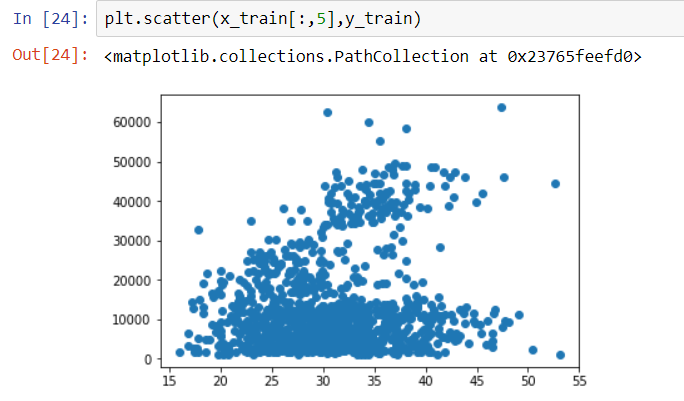 In [24]: plt.scatter(x_train[:,5],y_train)
Out[24]: <matplotlib.collections.PathCollection at 0x23765feefd0>
60000
50000
40000
30000
20000
10000
0
15 20 25 30 35 40 45 50 55